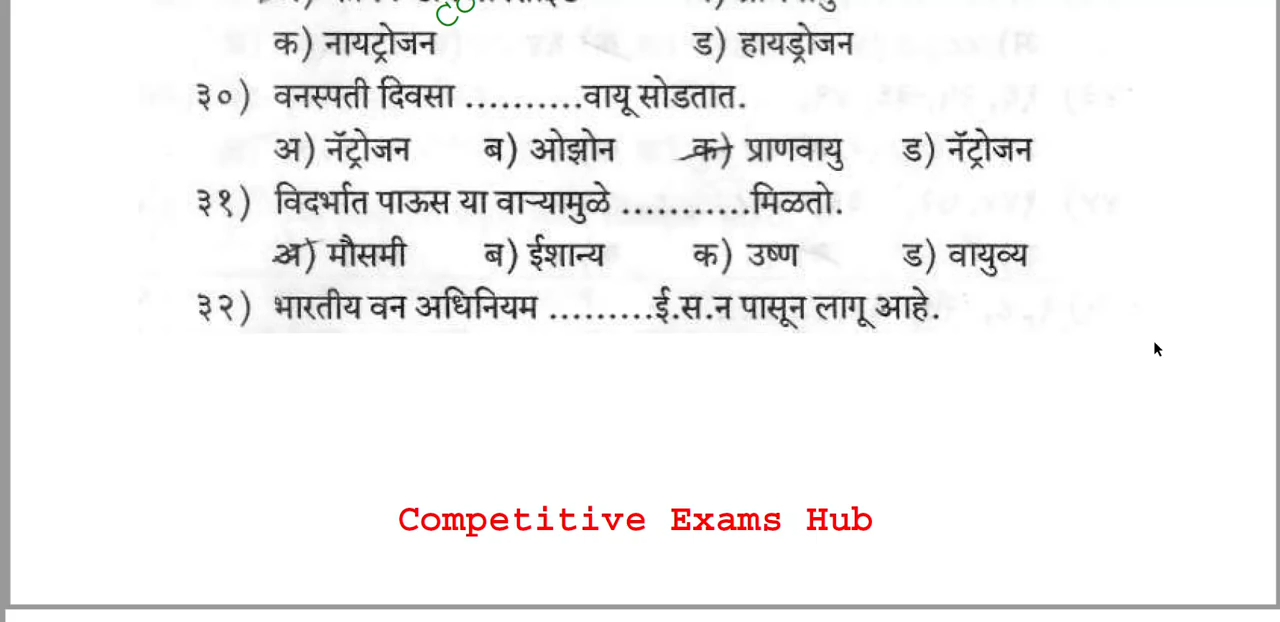 क) नायट्रोजन ड) हायड्रोजन
३०) वनस्पती दिवसा ..........वायू सोडतात.
अ) नॅट्रोजन ब) ओझोन क) प्राणवायु ड) नॅट्रोजन
३१) विदर्भात पाऊस या वाऱ्यामुळे ...........मिळतो.
अ) मौसमी ब) ईशान्य क) उष्ण ड) वायुव्य
३२) भारतीय वन अधिनियम .........ई.स.न पासून लागू आहे.
Competitive Exams Hub